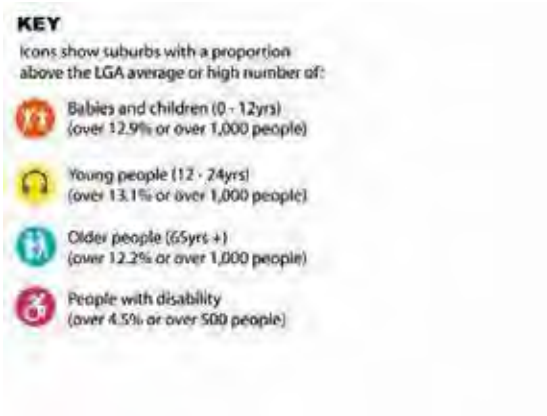 KEY
Icons show suburbs with a proportion
above the LGA average or high number of:
Babies and children (0 - 12yrs)
(over 12.9% or over 1,000 people)
Young people (12 - 24yrs)
(over 13.1% or over 1,000 people)
Older people (65yrs +)
(over 12.2% or over 1,000 people)
People with disability
(over 4.5% or over 500 people)